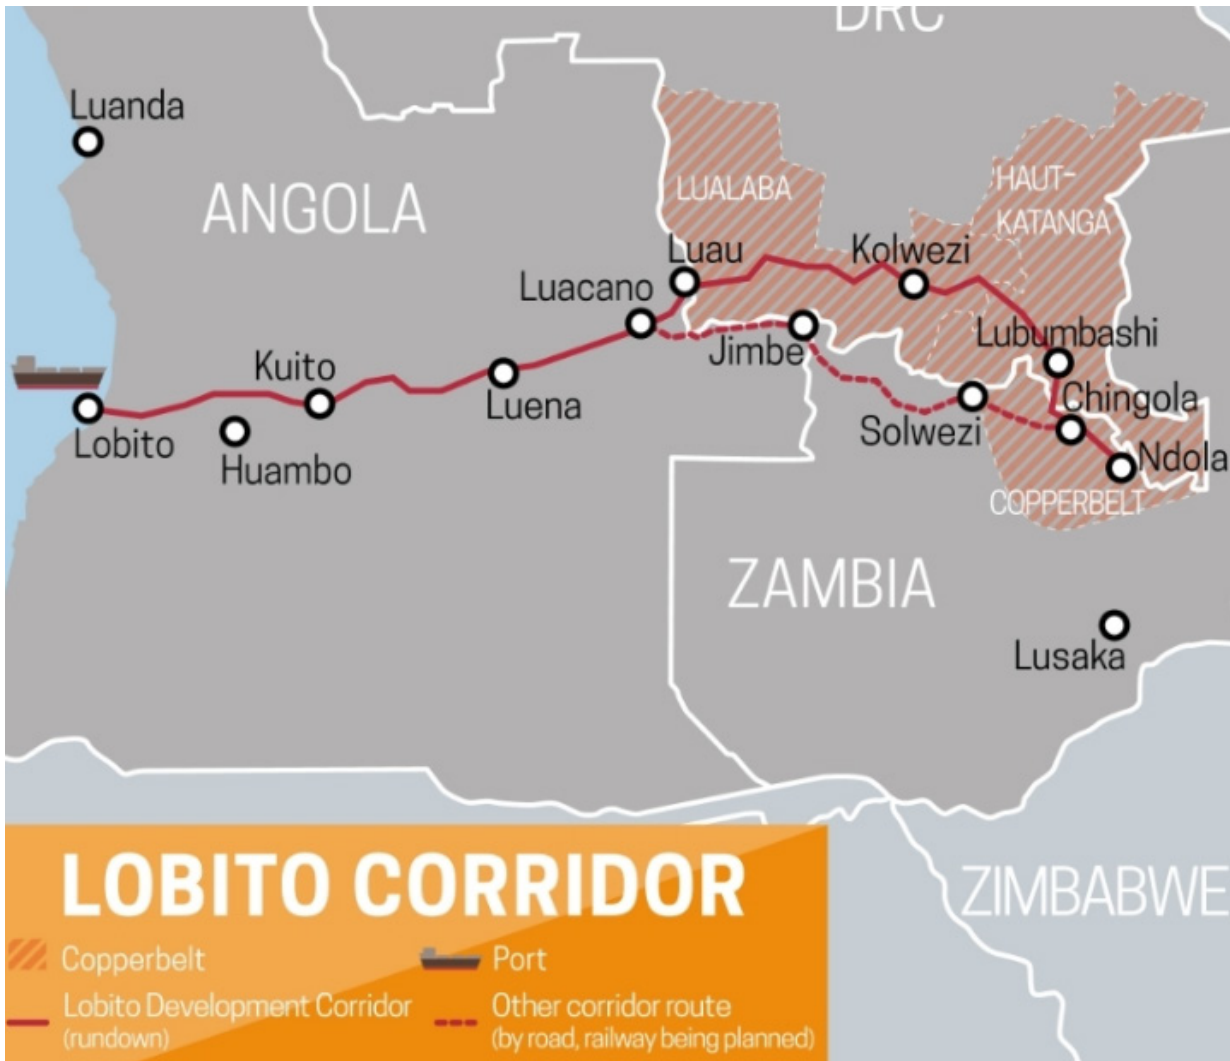 DRC
Luanda
ANGOLA
LUALABA
HAUT-
KATANGA
Luau
Kolwezi
Luacano
Jimbe
Lubumbashi
Kuito
Luena
Chingola
Lobito
Huambo
Solwezi
Ndola
COPPERBELT
ZAMBIA
Lusaka
ZIMBABWE
LOBITO CORRIDOR
Copperbelt
Port
Lobito Development Corridor
(rundown)
Other corridor route
(by road, railway being planned)